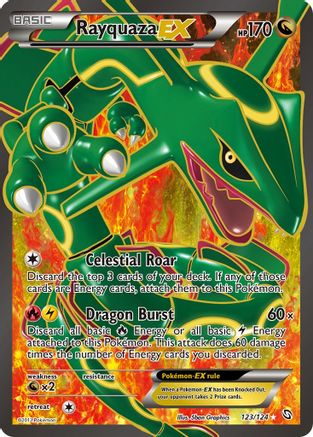 BASIC
Rayquaza EX HP170
Celestial Roar
Discard the top 3 cards of your deck. If any of those
cards are Energy cards, attach them to this Pokémon.
Dragon Burst 60×
Discard all basic Energy or all basic Energy
attached to this Pokémon. This attack does 60 damage
times the number of Energy cards you discarded.
weakness resistance
×2
Pokémon-EX rule
When a Pokémon-EX has been Knocked Out,
your opponent takes 2 Prize cards.
retreat
©2012 Pokémon
Illus. 5ban Graphics
123/124